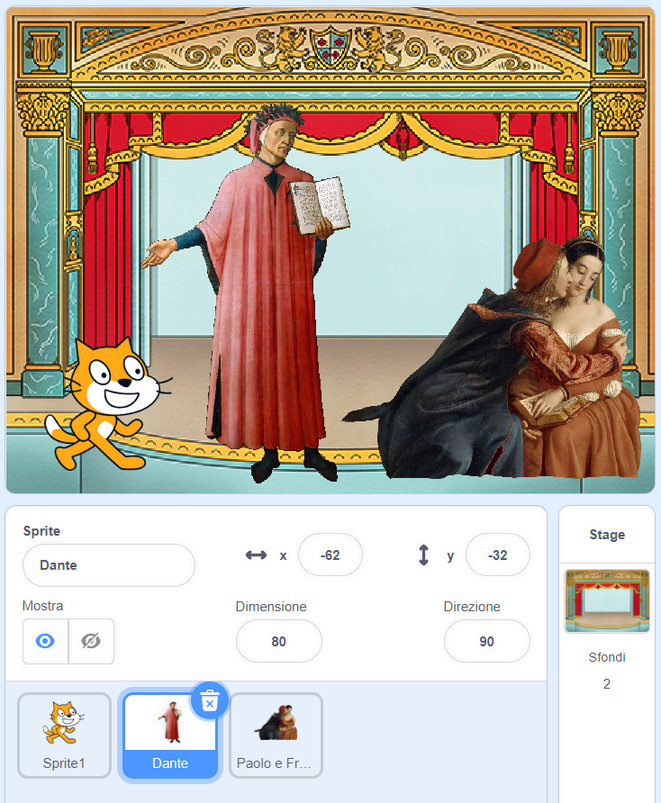 Sprite
Dante
x -62
y -32
Mostra
Dimensione
80
Direzione
90
Sprite1
Dante
Paolo e Fr...
Stage
Sfondi
2